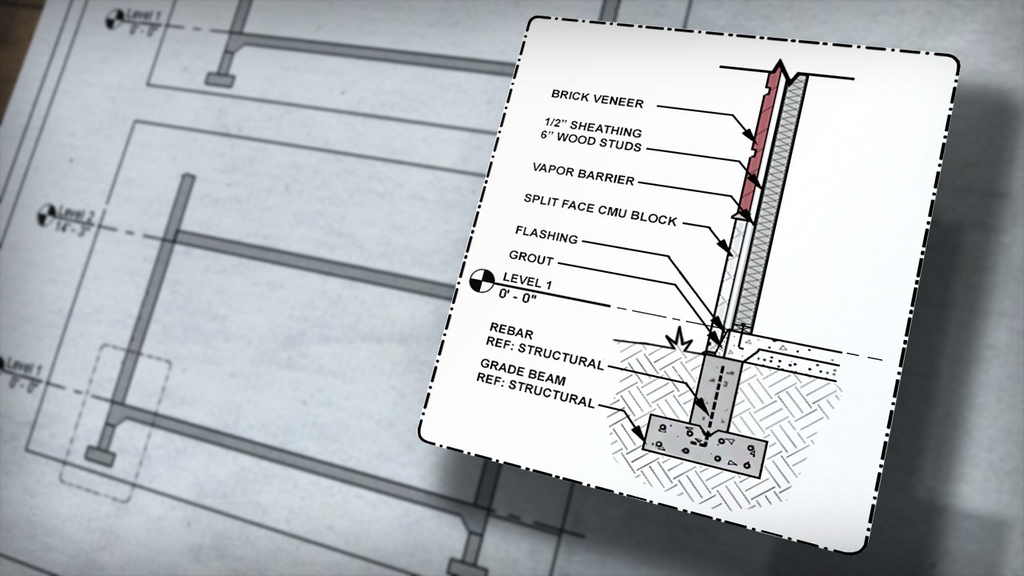 Level 1
0' - 0"
Level 2
14' - 3"
Level 1
0' - 0"
BRICK VENEER
1/2" SHEATHING
6" WOOD STUDS
VAPOR BARRIER
SPLIT FACE CMU BLOCK
FLASHING
GROUT
LEVEL 1
0' - 0"
REBAR
REF: STRUCTURAL
GRADE BEAM
REF: STRUCTURAL